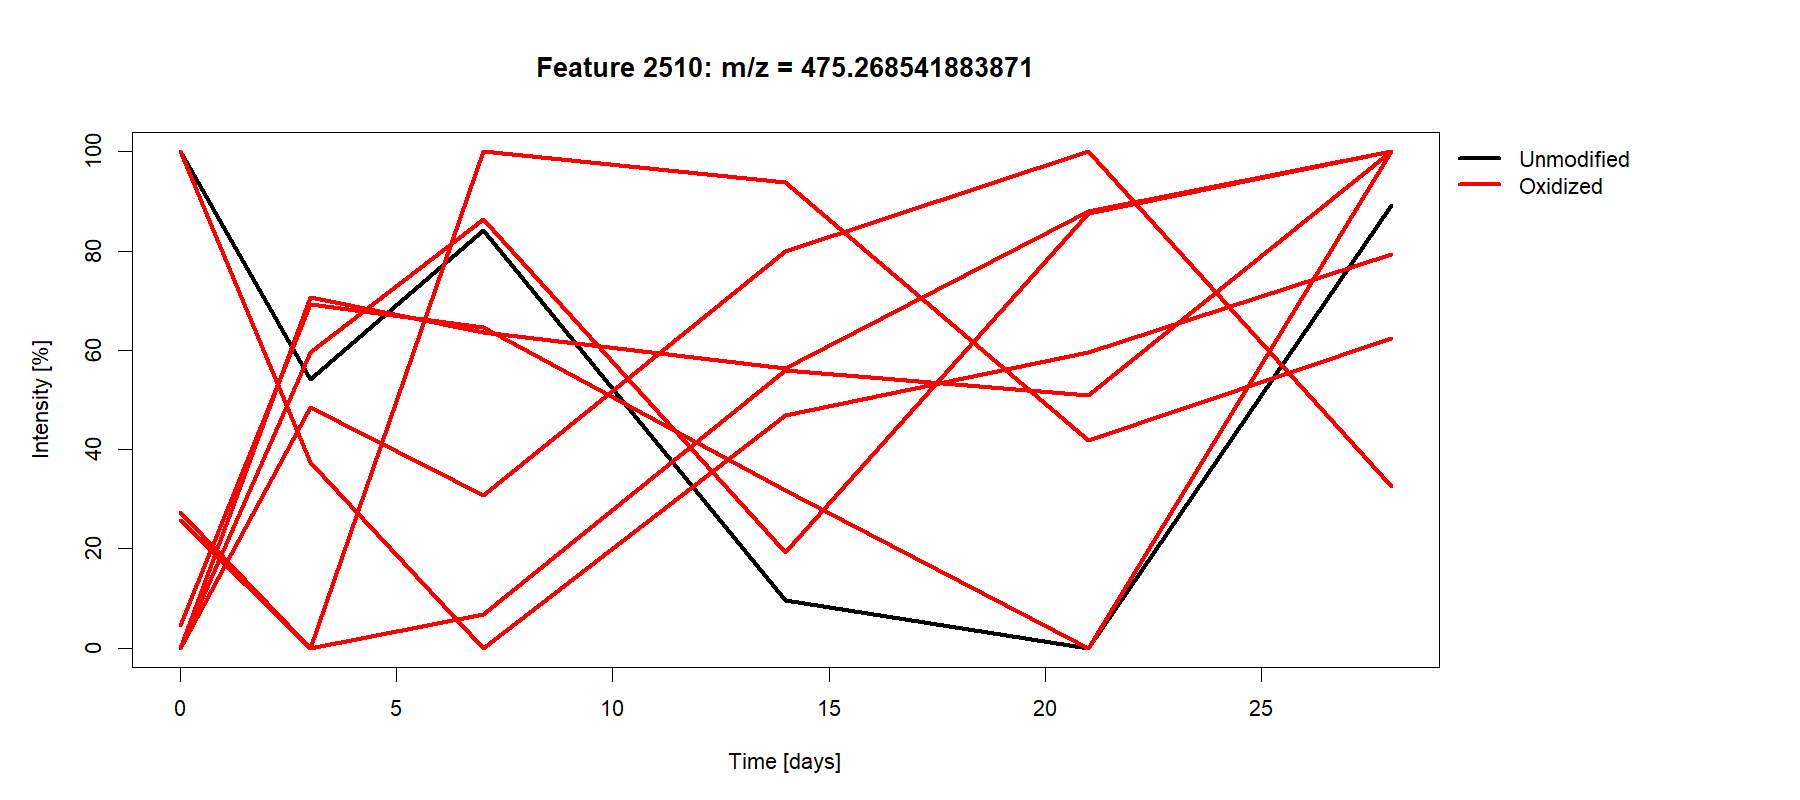 Feature 2510: m/z = 475.268541883871
Unmodified
Oxidized
Intensity [%]
100
80
60
40
20
0
0 5 10 15 20 25
Time [days]